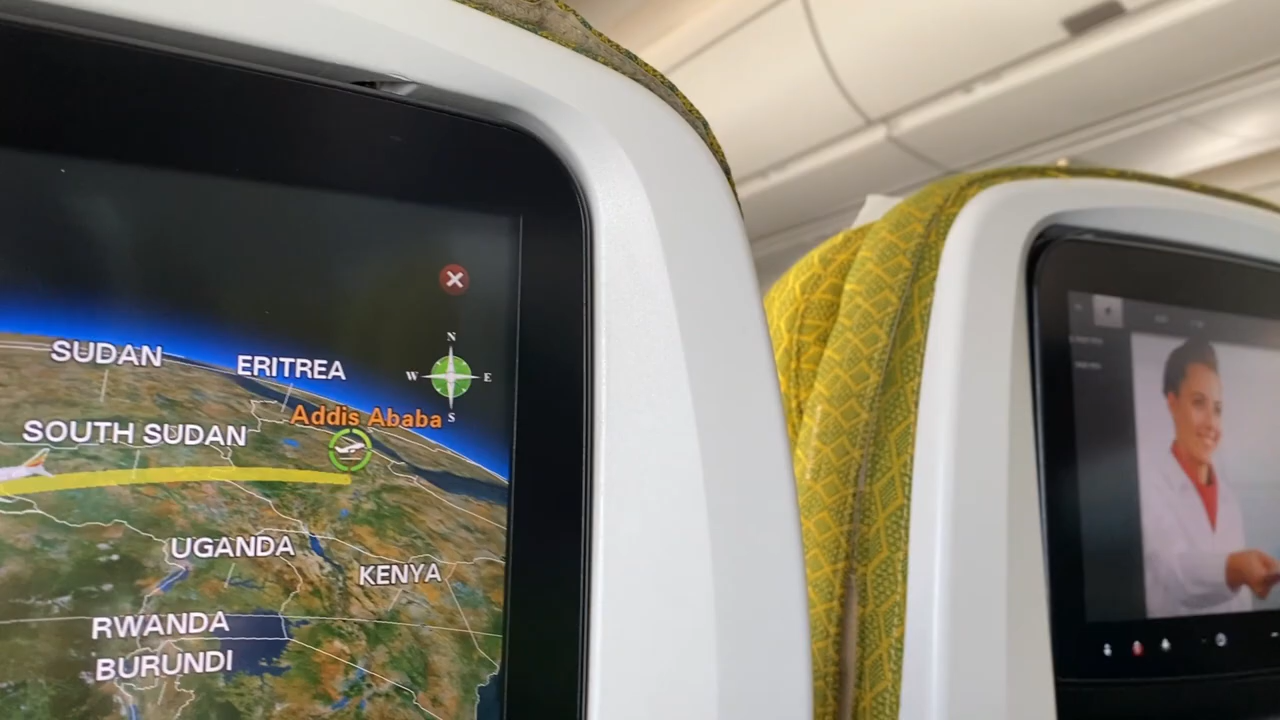 N
W E
S
SUDAN
ERITREA
Addis Ababa
SOUTH SUDAN
UGANDA
KENYA
RWANDA
BURUNDI